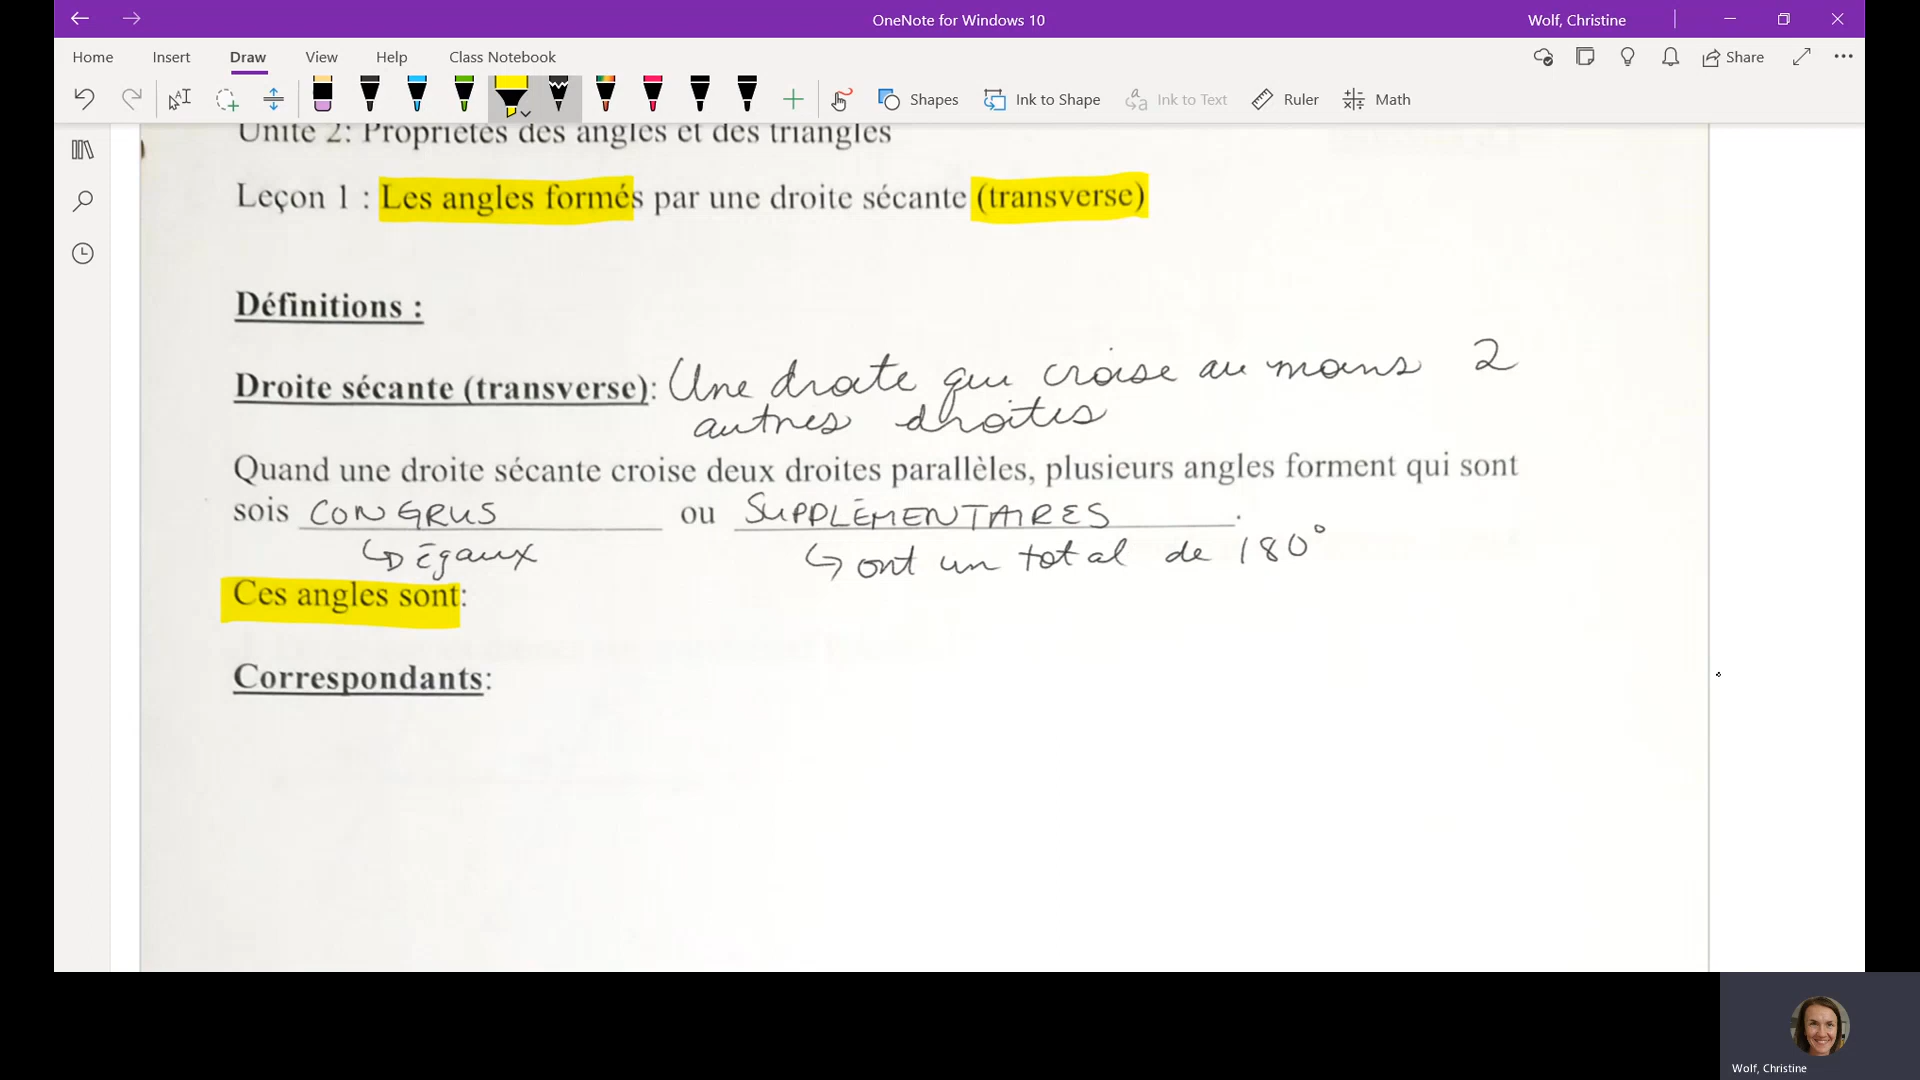 OneNote for Windows 10
Wolf, Christine
Home Insert Draw View Help Class Notebook
Share
Shapes Ink to Shape Ink to Text Ruler Math
Unité 2: Propriétés des angles et des triangles
Leçon 1 : Les angles formés par une droite sécante (transverse)
Définitions :
Droite sécante (transverse): Une droite qui croise au moins 2
autres droites
Quand une droite sécante croise deux droites parallèles, plusieurs angles forment qui sont
sois CONGRUS ou SUPPLÉMENTAIRES.
↳ Égaux ↳ ont un total de 180°
Ces angles sont:
Correspondants:
Wolf, Christine